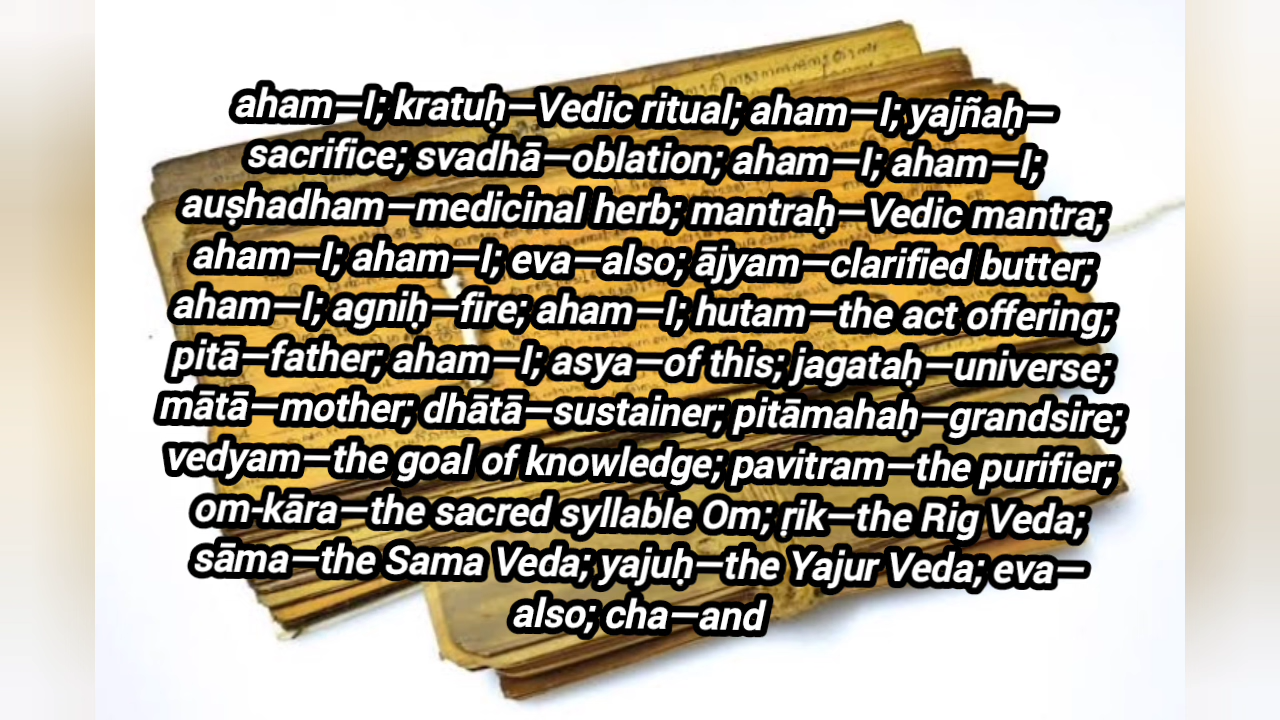 aham—I; kratuḥ—Vedic ritual; aham—I; yajñaḥ—
sacrifice; svadhā—oblation; aham—I; aham—I;
auṣhadham—medicinal herb; mantraḥ—Vedic mantra;
aham—I; aham—I; eva—also; ājyam—clarified butter;
aham—I; agniḥ—fire; aham—I; hutam—the act offering;
pitā—father; aham—I; asya—of this; jagataḥ—universe;
mātā—mother; dhātā—sustainer; pitāmahaḥ—grandsire;
vedyam—the goal of knowledge; pavitram—the purifier;
om-kāra—the sacred syllable Om; ṛik—the Rig Veda;
sāma—the Sama Veda; yajuḥ—the Yajur Veda; eva—
also; cha—and